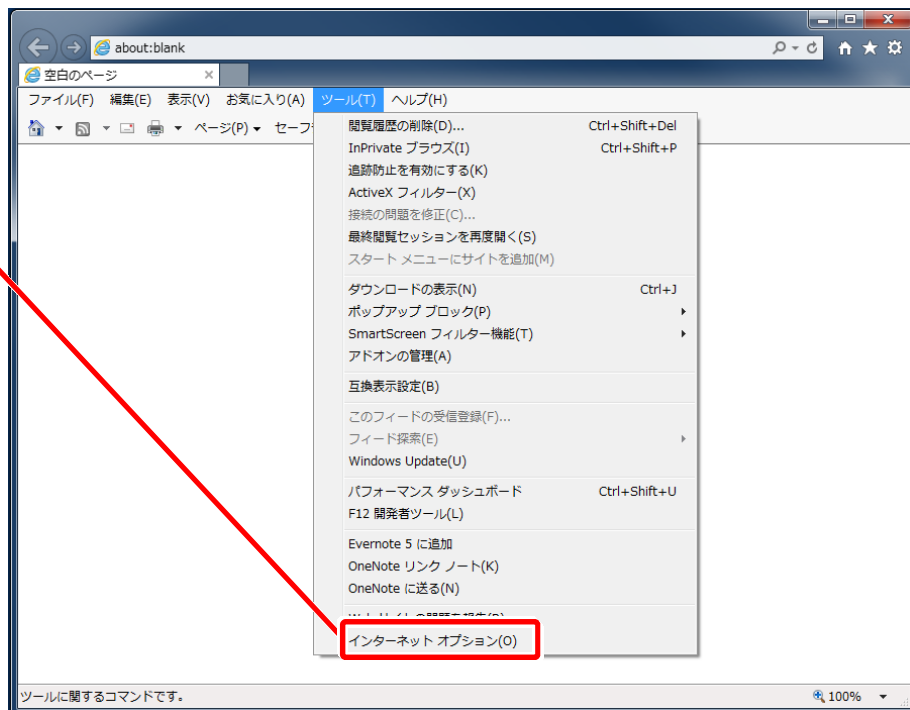 about:blank
空白のページ
ファイル(F) 編集(E) 表示(V) お気に入り(A) ツール(T) ヘルプ(H)
ページ(P) セーフ
閲覧履歴の削除(D)... Ctrl+Shift+Del
InPrivate ブラウズ(I) Ctrl+Shift+P
追跡防止を有効にする(K)
ActiveX フィルター(X)
接続の問題を修正(C)...
最終閲覧セッションを再度開く(S)
スタート メニューにサイトを追加(M)
ダウンロードの表示(N) Ctrl+J
ポップアップ ブロック(P)
SmartScreen フィルター機能(T)
アドオンの管理(A)
互換表示設定(B)
このフィードの受信登録(F)...
フィード探索(E)
Windows Update(U)
パフォーマンス ダッシュボード Ctrl+Shift+U
F12 開発者ツール(L)
Evernote 5 に追加
OneNote リンク ノート(K)
OneNote に送る(N)
インターネット オプション(O)
ツールに関するコマンドです。 100%